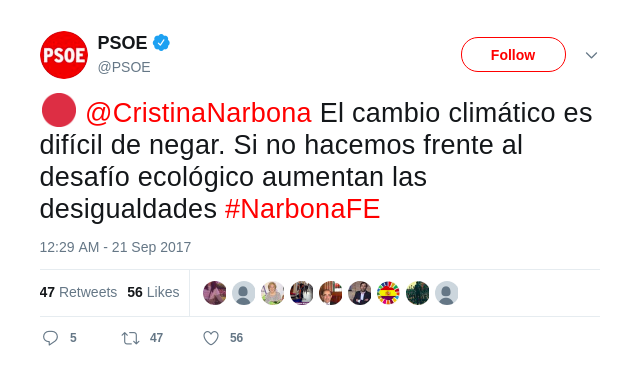 PSOE
PSOE
@PSOE
Follow
@CristinaNarbona El cambio climático es
difícil de negar. Si no hacemos frente al
desafío ecológico aumentan las
desigualdades #NarbonaFE
12:29 AM - 21 Sep 2017
47 Retweets 56 Likes
5 47 56